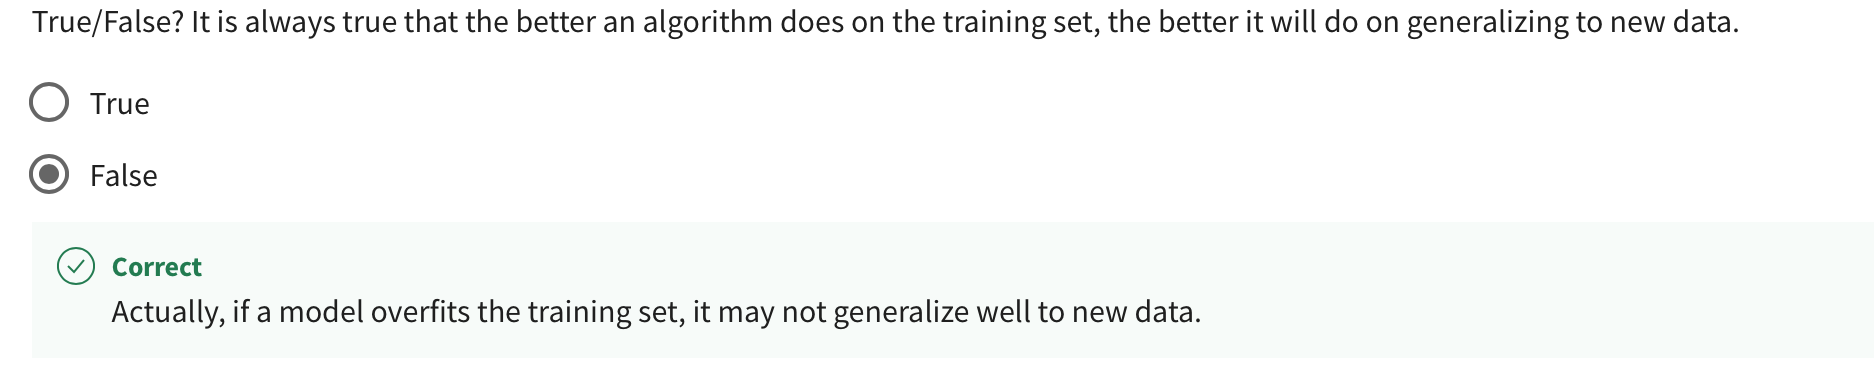 True/False? It is always true that the better an algorithm does on the training set, the better it will do on generalizing to new data.
True
False
Correct
Actually, if a model overfits the training set, it may not generalize well to new data.